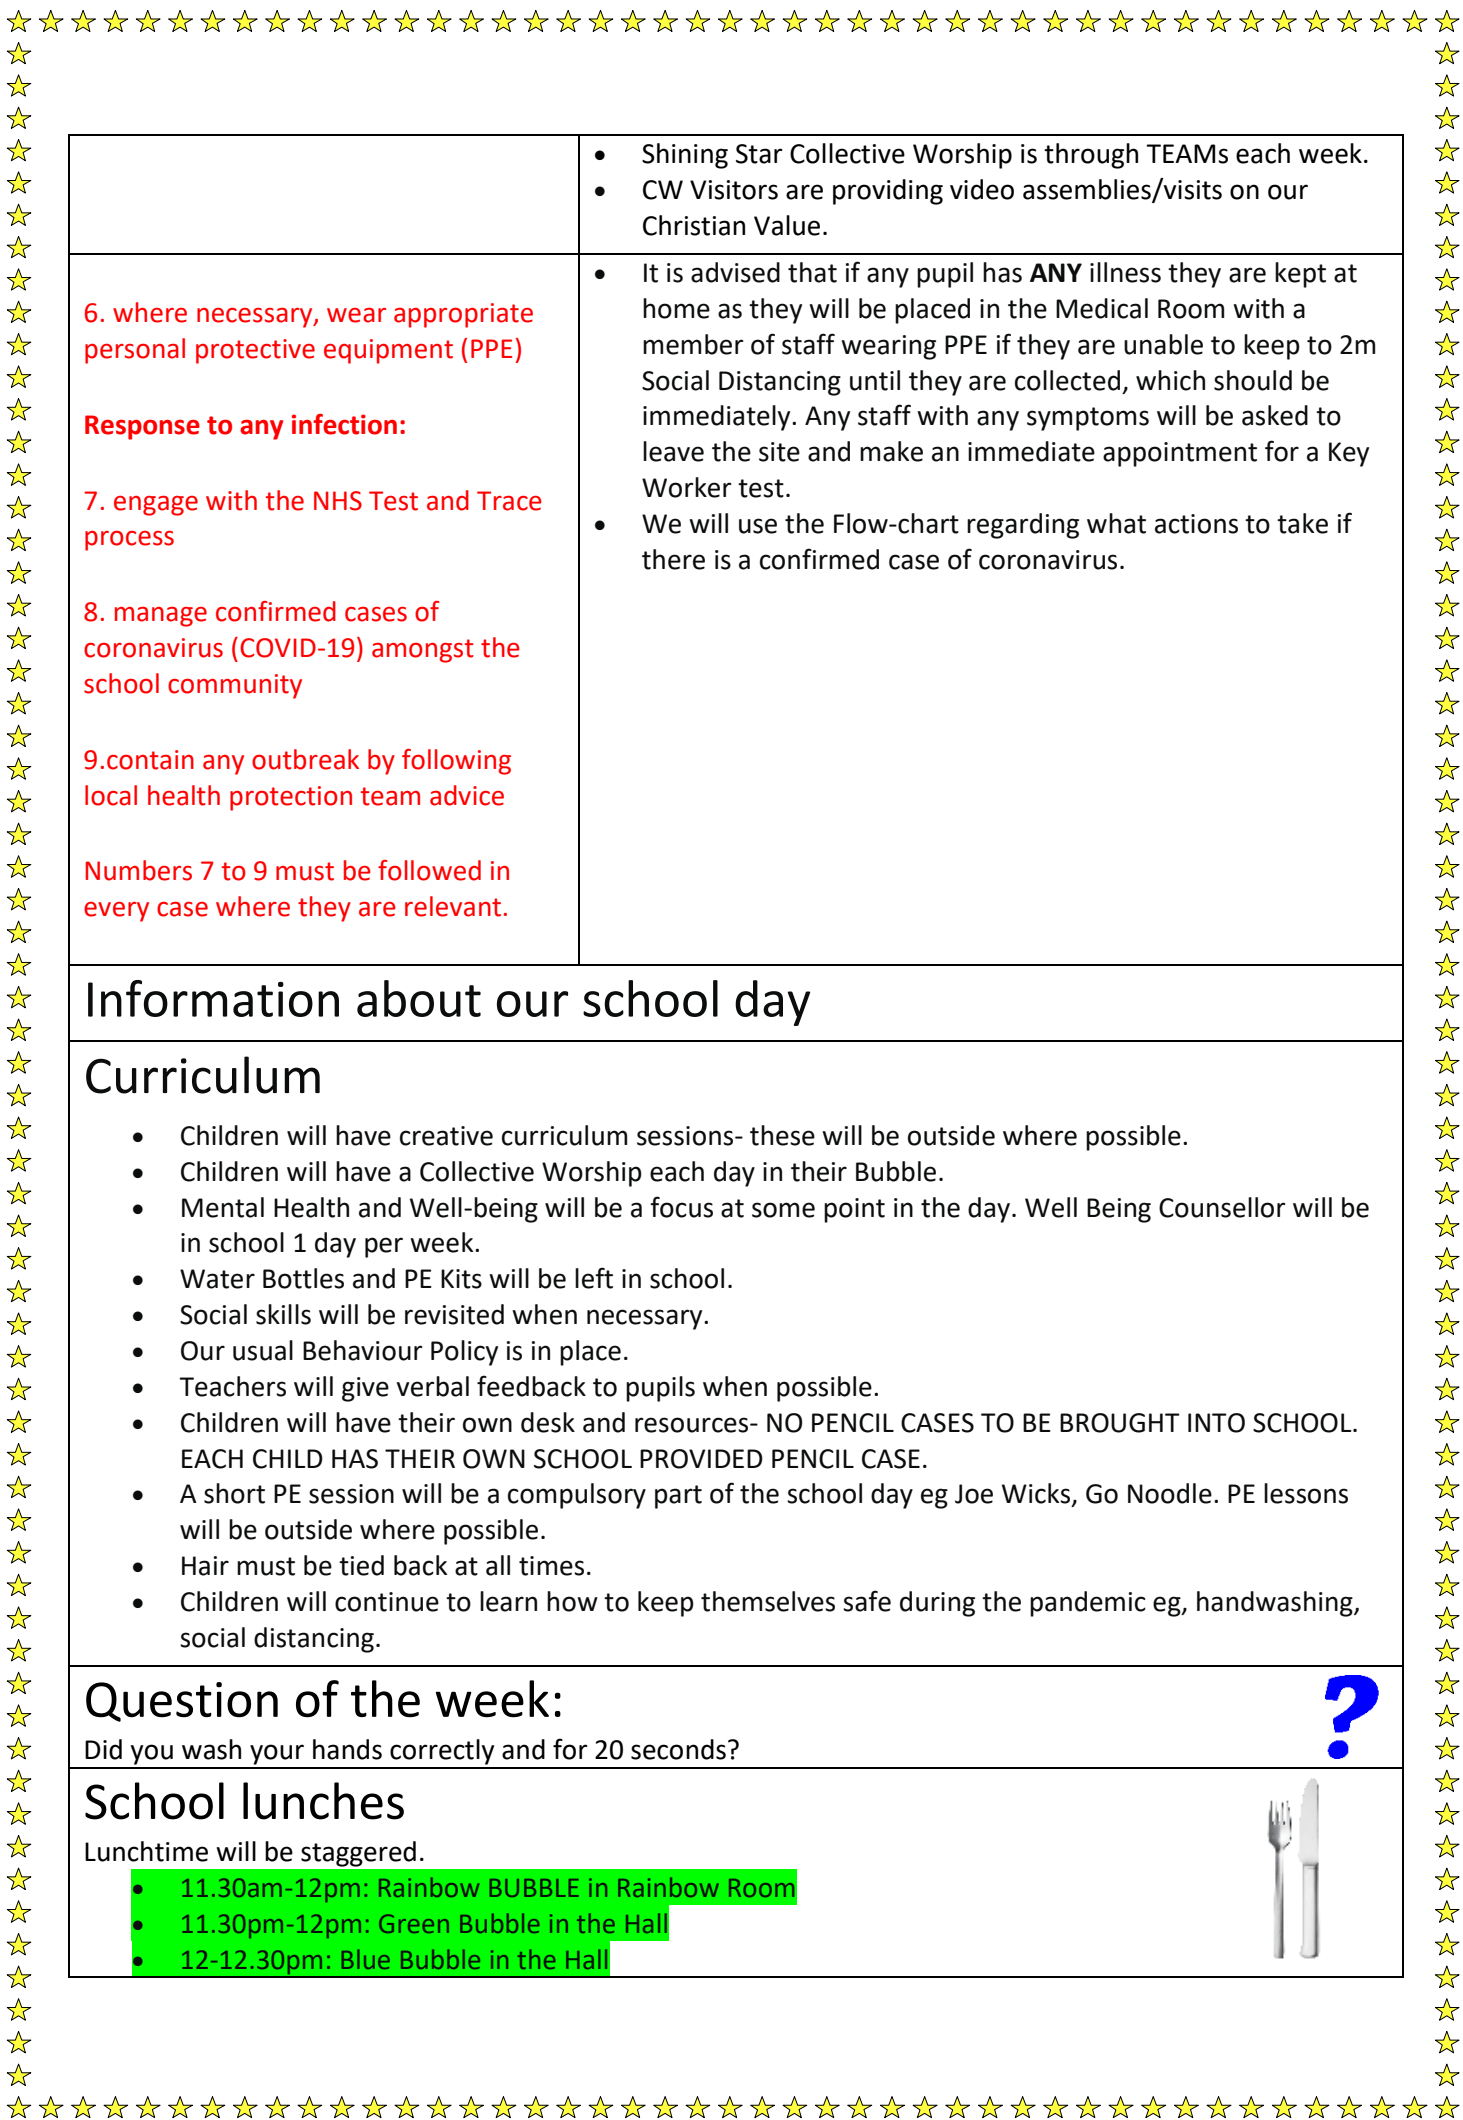 • Shining Star Collective Worship is through TEAMs each week.
• CW Visitors are providing video assemblies/visits on our
Christian Value.
6. where necessary, wear appropriate
personal protective equipment (PPE)
Response to any infection:
7. engage with the NHS Test and Trace
process
8. manage confirmed cases of
coronavirus (COVID-19) amongst the
school community
9.contain any outbreak by following
local health protection team advice
Numbers 7 to 9 must be followed in
every case where they are relevant.
• It is advised that if any pupil has ANY illness they are kept at
home as they will be placed in the Medical Room with a
member of staff wearing PPE if they are unable to keep to 2m
Social Distancing until they are collected, which should be
immediately. Any staff with any symptoms will be asked to
leave the site and make an immediate appointment for a Key
Worker test.
• We will use the Flow-chart regarding what actions to take if
there is a confirmed case of coronavirus.
Information about our school day
Curriculum
• Children will have creative curriculum sessions- these will be outside where possible.
• Children will have a Collective Worship each day in their Bubble.
• Mental Health and Well-being will be a focus at some point in the day. Well Being Counsellor will be
in school 1 day per week.
• Water Bottles and PE Kits will be left in school.
• Social skills will be revisited when necessary.
• Our usual Behaviour Policy is in place.
• Teachers will give verbal feedback to pupils when possible.
• Children will have their own desk and resources- NO PENCIL CASES TO BE BROUGHT INTO SCHOOL.
EACH CHILD HAS THEIR OWN SCHOOL PROVIDED PENCIL CASE.
• A short PE session will be a compulsory part of the school day eg Joe Wicks, Go Noodle. PE lessons
will be outside where possible.
• Hair must be tied back at all times.
• Children will continue to learn how to keep themselves safe during the pandemic eg, handwashing,
social distancing.
Question of the week:
?
Did you wash your hands correctly and for 20 seconds?
School lunches
Lunchtime will be staggered.
• 11.30am-12pm: Rainbow BUBBLE in Rainbow Room
• 11.30pm-12pm: Green Bubble in the Hall
• 12-12.30pm: Blue Bubble in the Hall